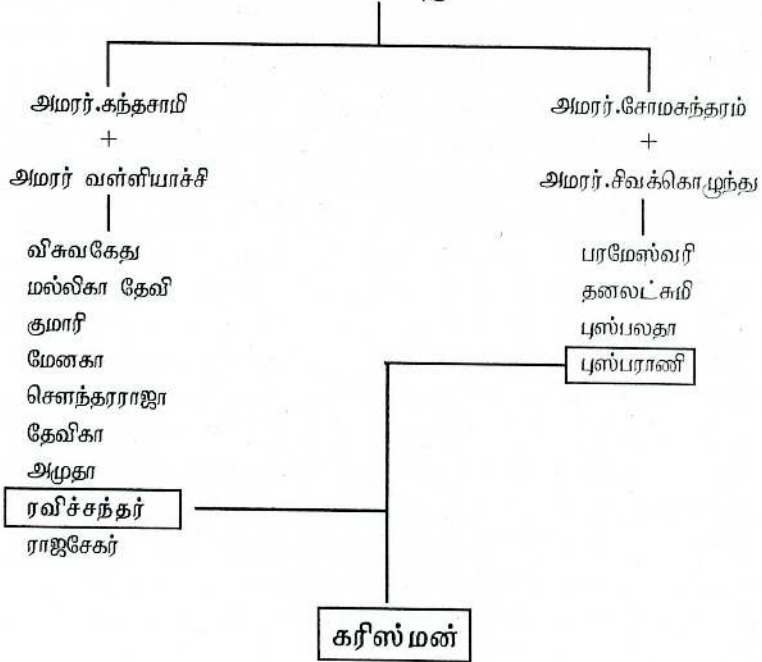 அமரர்.கந்தசாமி
+
அமரர் வள்ளியாச்சி
விசுவகேது
மல்லிகா தேவி
குமாரி
மேனகா
சௌந்தரராஜா
தேவிகா
அமுதா
ரவிச்சந்தர்
ராஜசேகர்
அமரர்.சோமசுந்தரம்
+
அமரர்.சிவக்கொழுந்து
பரமேஸ்வரி
தனலட்சுமி
புஸ்பலதா
புஸ்பராணி
கரிஸ்மன்